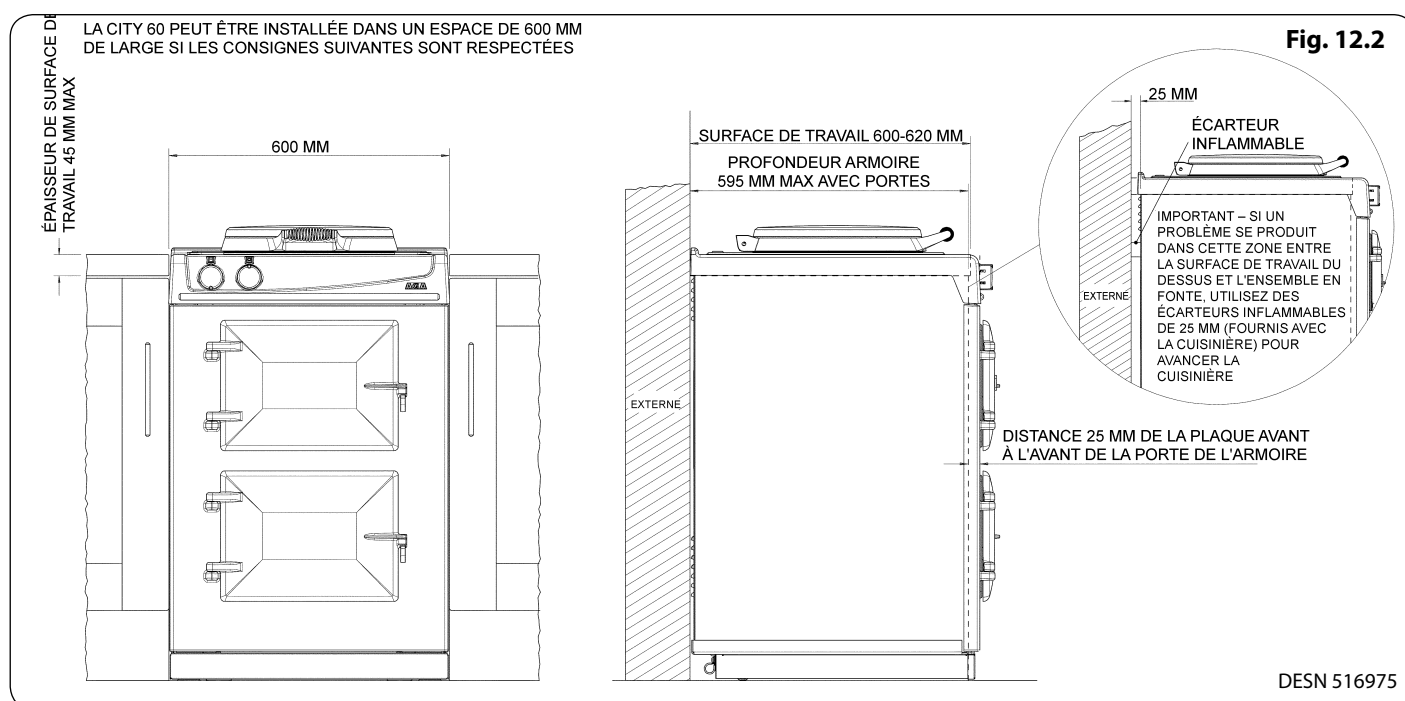 LA CITY 60 PEUT ÊTRE INSTALLÉE DANS UN ESPACE DE 600 MM
DE LARGE SI LES CONSIGNES SUIVANTES SONT RESPECTÉES
Fig. 12.2
ÉPAISSEUR DE SURFACE DE
TRAVAIL 45 MM MAX
600 MM
AGA
SURFACE DE TRAVAIL 600-620 MM
PROFONDEUR ARMOIRE
595 MM MAX AVEC PORTES
EXTERNE
25 MM
ÉCARTEUR
INFLAMMABLE
IMPORTANT – SI UN
PROBLÈME SE PRODUIT
DANS CETTE ZONE ENTRE
LA SURFACE DE TRAVAIL DU
DESSUS ET L'ENSEMBLE EN
FONTE, UTILISEZ DES
ÉCARTEURS INFLAMMABLES
DE 25 MM (FOURNIS AVEC
LA CUISINIÈRE) POUR
AVANCER LA
CUISINIÈRE
EXTERNE
DISTANCE 25 MM DE LA PLAQUE AVANT
À L'AVANT DE LA PORTE DE L'ARMOIRE
DESN 516975